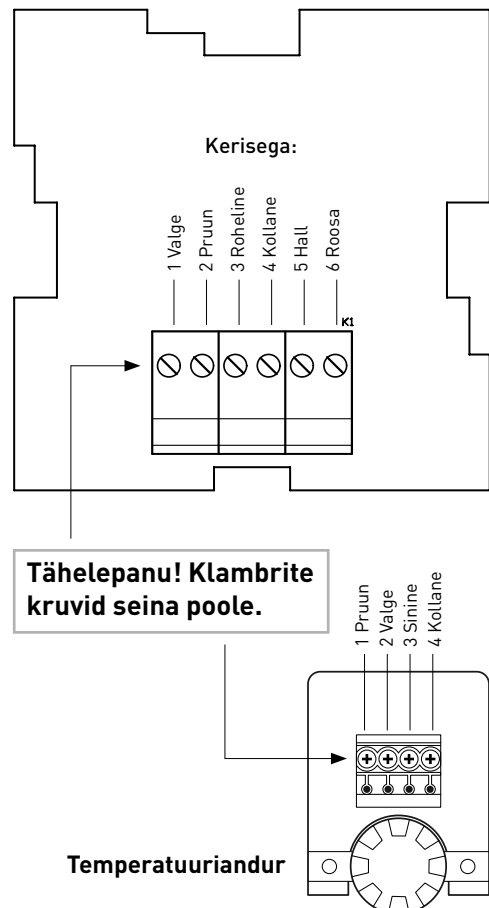 Kerisega:
1 Valge
2 Pruun
3 Roheline
4 Kollane
5 Hall
6 Roosa
K1
Tähelepanu! Klambrite
kruvid seina poole.
1 Pruun
2 Valge
3 Sinine
4 Kollane
Temperatuuriandur